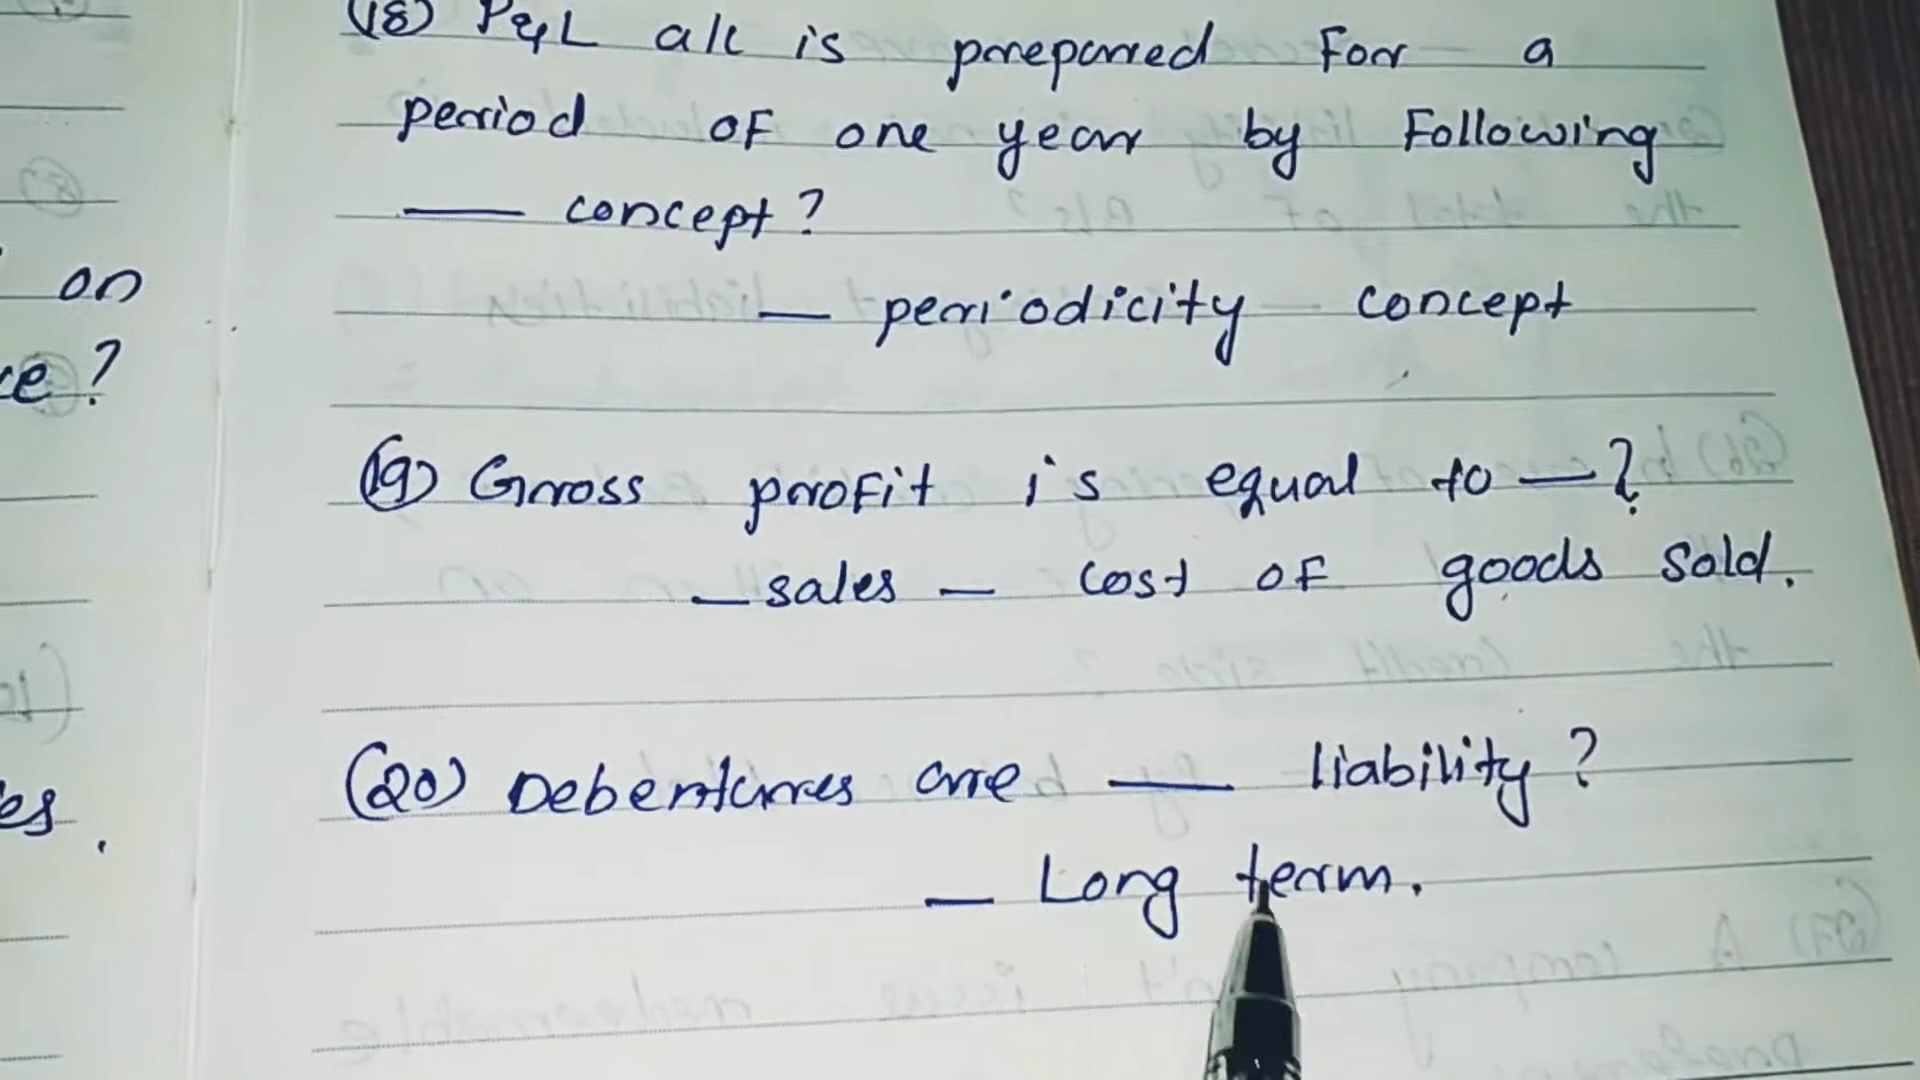 on
?
(18) P&L a/c is prepared For a
period OF one year by Following
— concept?
— periodicity concept
(19) Gross profit is equal to — ?
— sales — cost OF goods sold.
(20) Debentures are — liability?
— Long term.